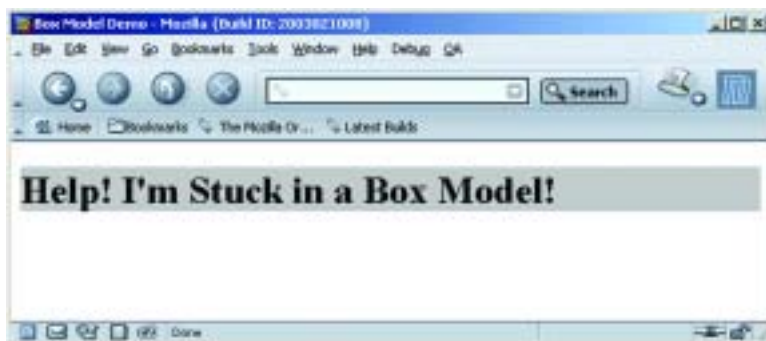 Box Model Demo - Mozilla {Build ID: 2003021008}
File Edit View Go Bookmarks Tools Window Help Debug QA
Search
Home Bookmarks The Mozilla Or... Latest Builds
Help! I'm Stuck in a Box Model!
Done